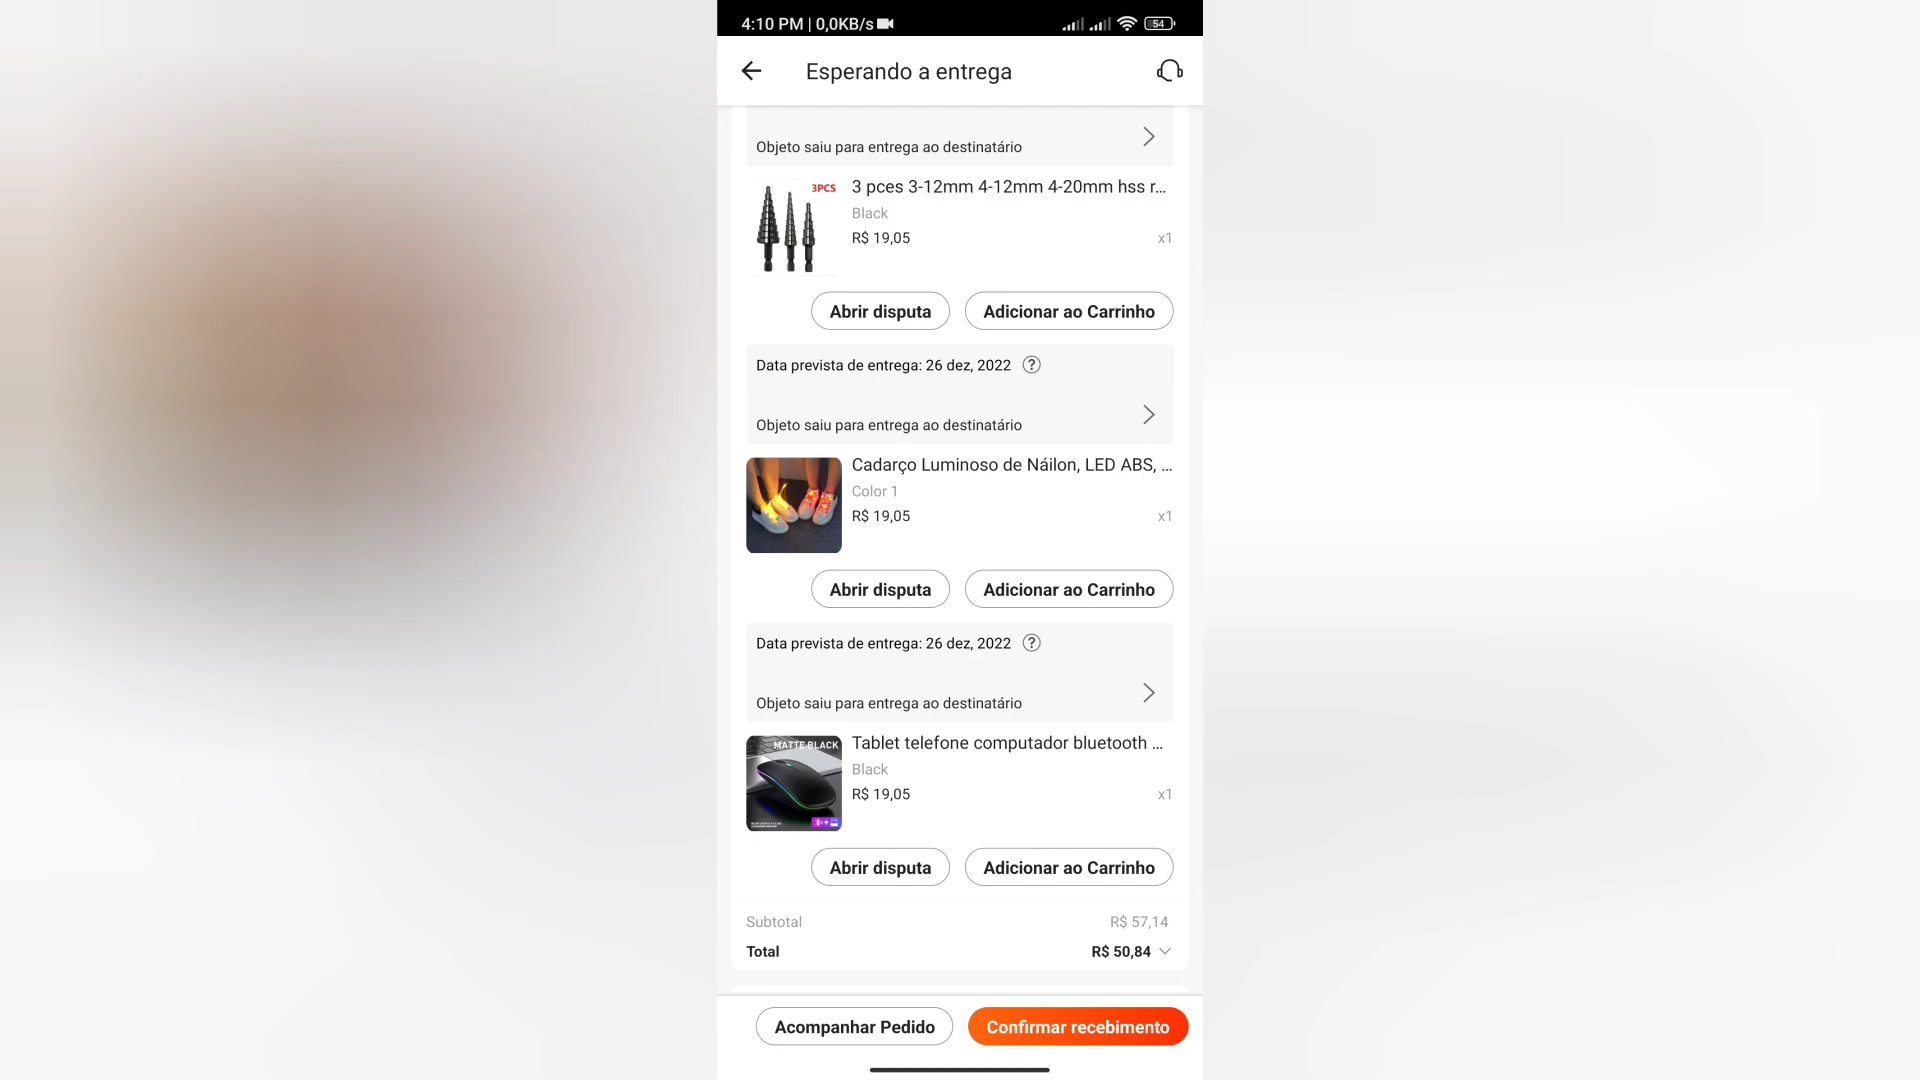 4:10 PM | 0,0KB/s
54
Esperando a entrega
Objeto saiu para entrega ao destinatário
3PCS
3 pces 3-12mm 4-12mm 4-20mm hss r...
Black
R$ 19,05
x1
Abrir disputa
Adicionar ao Carrinho
Data prevista de entrega: 26 dez, 2022 ?
Objeto saiu para entrega ao destinatário
Cadarço Luminoso de Náilon, LED ABS, ...
Color 1
R$ 19,05
x1
Abrir disputa
Adicionar ao Carrinho
Data prevista de entrega: 26 dez, 2022 ?
Objeto saiu para entrega ao destinatário
MATTE BLACK
Tablet telefone computador bluetooth ...
Black
R$ 19,05
x1
Abrir disputa
Adicionar ao Carrinho
Subtotal
R$ 57,14
Total
R$ 50,84
Acompanhar Pedido
Confirmar recebimento